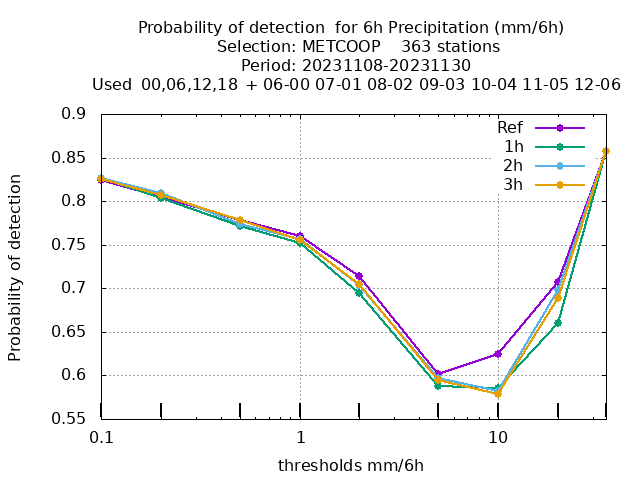 Probability of detection  for 6h Precipitation (mm/6h)
Selection: METCOOP    363 stations
Period: 20231108-20231130
Used  00,06,12,18  + 06-00 07-01 08-02 09-03 10-04 11-05 12-06
Probability of detection
0.9
0.85
0.8
0.75
0.7
0.65
0.6
0.55
Ref
1h
2h
3h
0.1 1 10
thresholds mm/6h